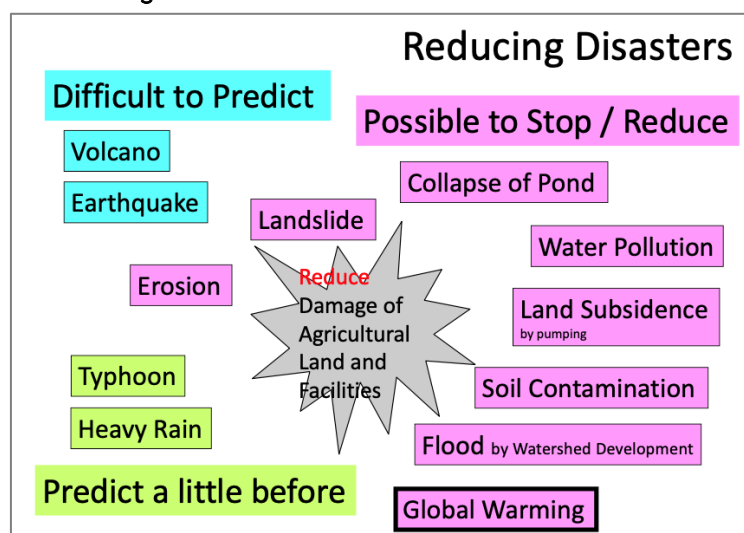 Reducing Disasters
Difficult to Predict
Possible to Stop / Reduce
Volcano
Earthquake
Collapse of Pond
Landslide
Water Pollution
Erosion
Reduce
Damage of
Agricultural
Land and
Facilities
Land Subsidence
by pumping
Typhoon
Soil Contamination
Heavy Rain
Flood by Watershed Development
Predict a little before
Global Warming